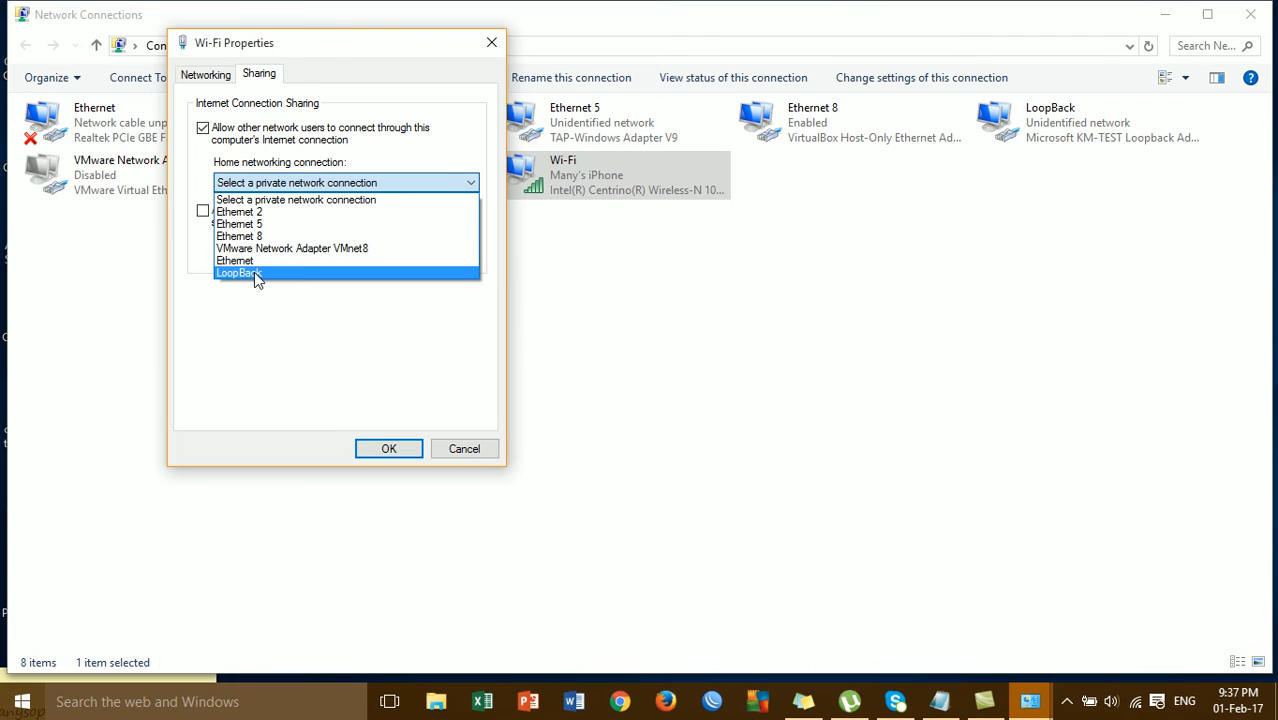 Network Connections
Con
Search Ne...
Organize
Connect To
Rename this connection
View status of this connection
Change settings of this connection
Ethernet
Network cable unp
Realtek PCIe GBE F
VMware Network A
Disabled
VMware Virtual Eth
Ethernet 5
Unidentified network
TAP-Windows Adapter V9
Ethernet 8
Enabled
VirtualBox Host-Only Ethernet Ad...
LoopBack
Unidentified network
Microsoft KM-TEST Loopback Ad...
Wi-Fi
Many's iPhone
Intel(R) Centrino(R) Wireless-N 10...
Wi-Fi Properties
Networking
Sharing
Internet Connection Sharing
Allow other network users to connect through this
computer's Internet connection
Home networking connection:
Select a private network connection
Select a private network connection
Ethernet 2
Ethernet 5
Ethernet 8
VMware Network Adapter VMnet8
Ethernet
LoopBack
OK
Cancel
8 items
1 item selected
Search the web and Windows
ENG
9:37 PM
01-Feb-17